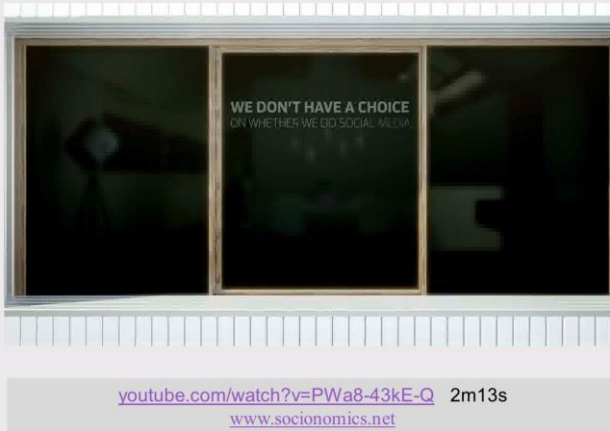 WE DON'T HAVE A CHOICE
ON WHETHER WE DO SOCIAL MEDIA
youtube.com/watch?v=PWa8-43kE-Q 2m13s
www.socionomics.net